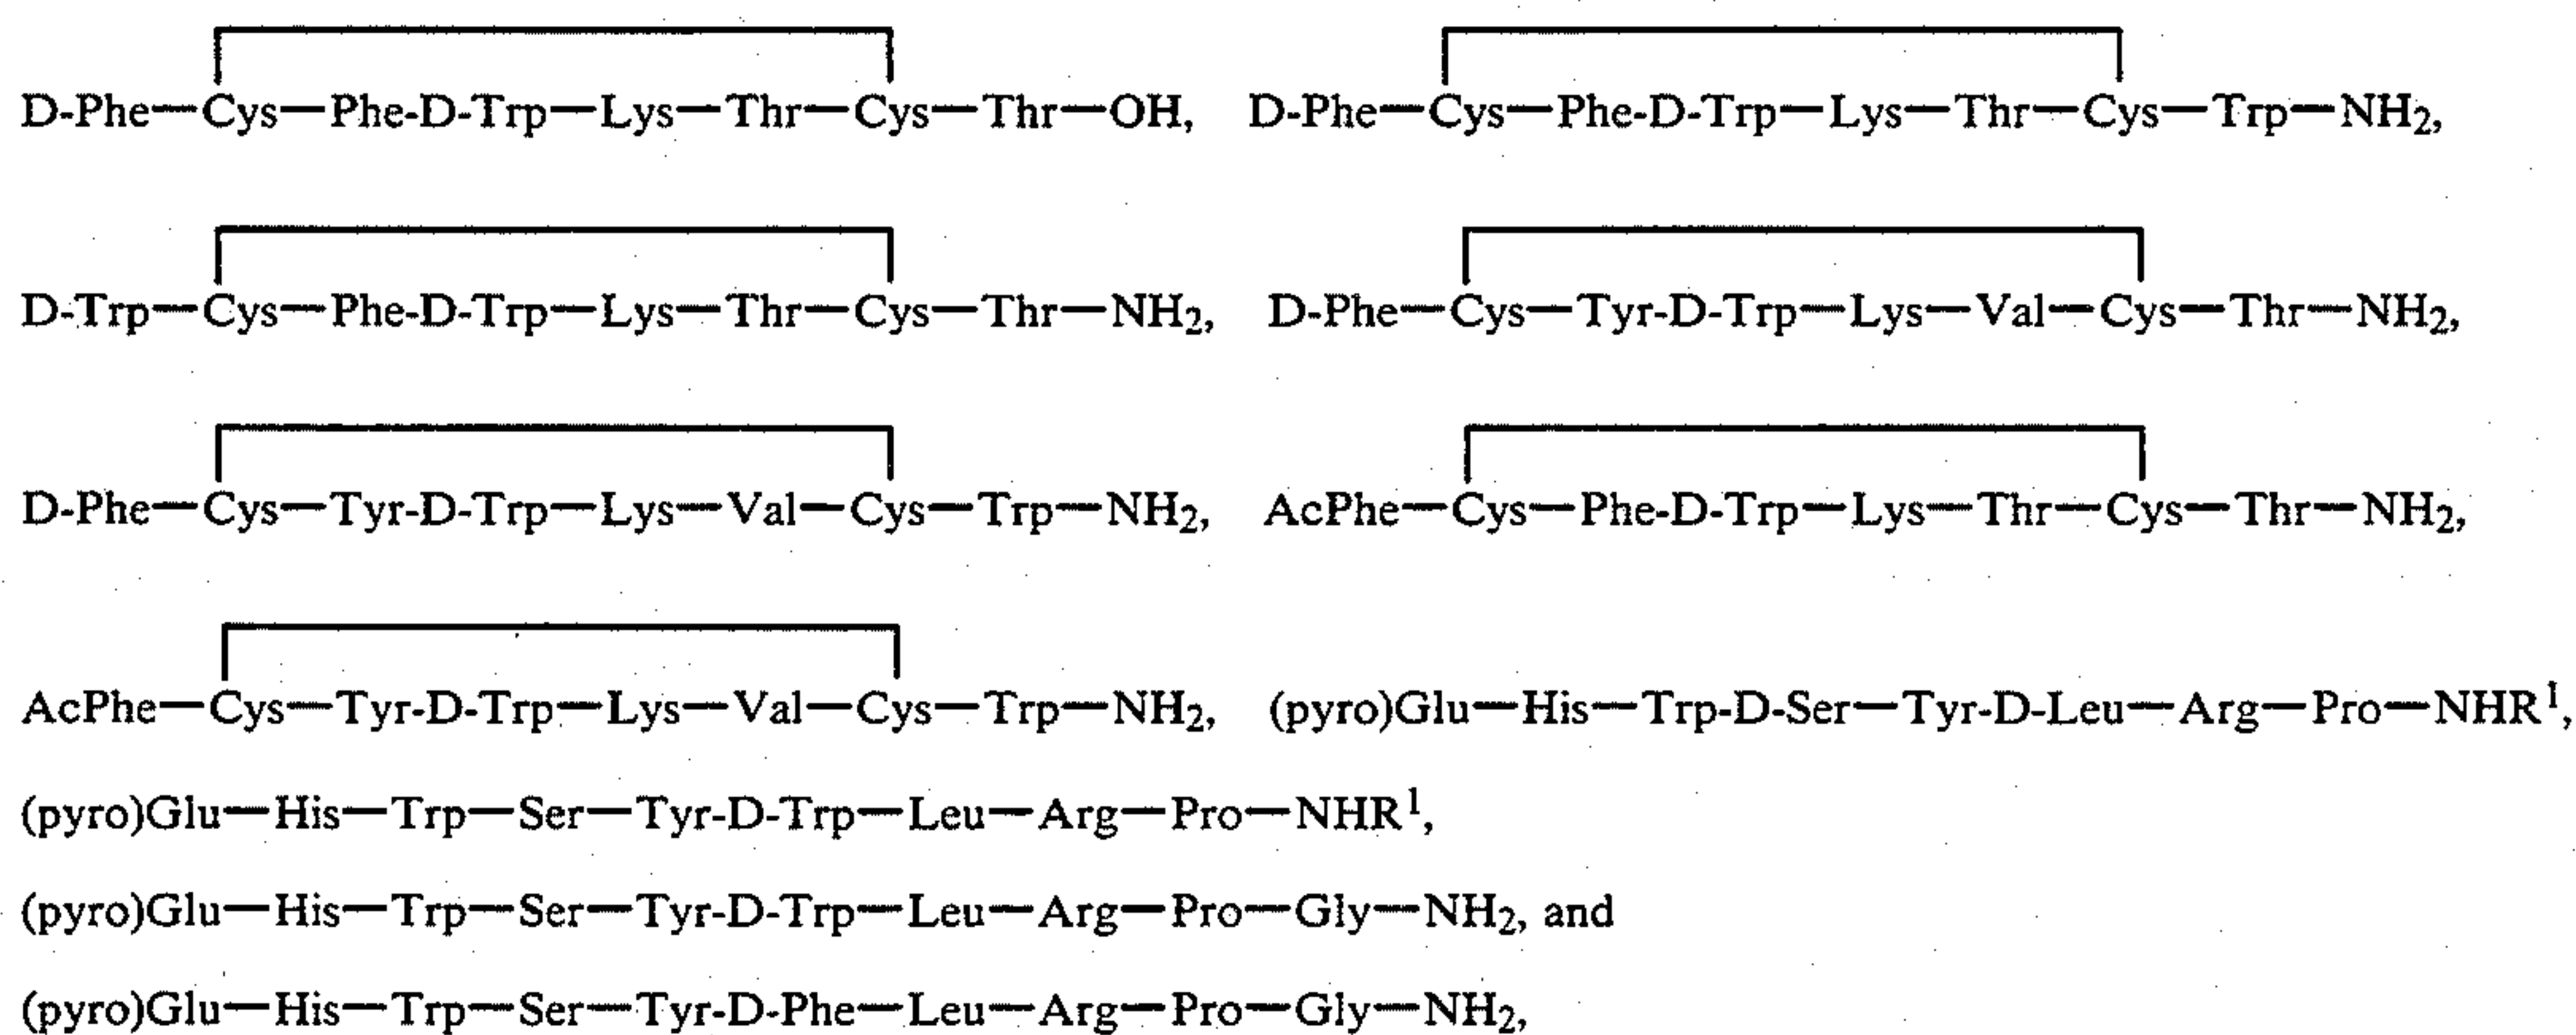 D-Phe—Cys—Phe-D-Trp—Lys—Thr—Cys—Thr—OH, D-Phe—Cys—Phe-D-Trp—Lys—Thr—Cys—Trp—NH₂,
D-Trp—Cys—Phe-D-Trp—Lys—Thr—Cys—Thr—NH₂, D-Phe—Cys—Tyr-D-Trp—Lys—Val—Cys—Thr—NH₂,
D-Phe—Cys—Tyr-D-Trp—Lys—Val—Cys—Trp—NH₂, AcPhe—Cys—Phe-D-Trp—Lys—Thr—Cys—Thr—NH₂,
AcPhe—Cys—Tyr-D-Trp—Lys—Val—Cys—Trp—NH₂, (pyro)Glu—His—Trp-D-Ser—Tyr-D-Leu—Arg—Pro—NHR¹,
(pyro)Glu—His—Trp—Ser—Tyr-D-Trp—Leu—Arg—Pro—NHR¹,
(pyro)Glu—His—Trp—Ser—Tyr-D-Trp—Leu—Arg—Pro—Gly—NH₂, and
(pyro)Glu—His—Trp—Ser—Tyr-D-Phe—Leu—Arg—Pro—Gly—NH₂,